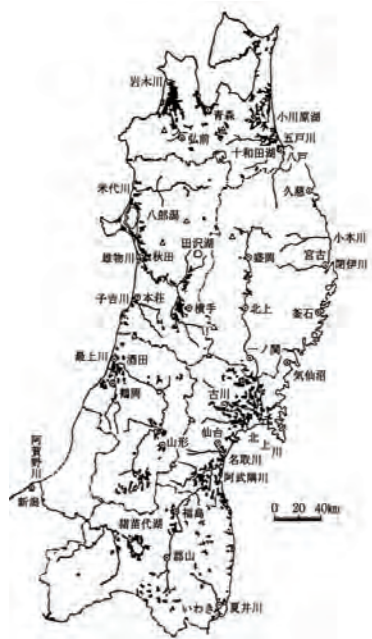 岩木川
青森
小川原湖
弘前
五戸川
十和田湖
八戸
米代川
久慈
八郎潟
田沢湖
小本川
雄物川
秋田
盛岡
宮古
閉伊川
子吉川
本荘
横手
北上
釜石
一ノ関
最上川
酒田
気仙沼
鶴岡
古川
山形
仙台
北上川
名取川
阿賀野川
阿武隈川
新潟
福島
0 20 40km
猪苗代湖
郡山
いわき
夏井川